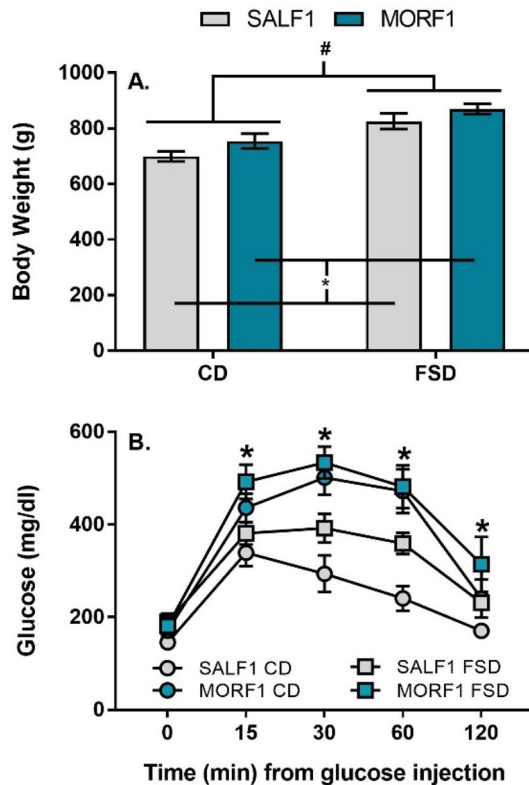 SALF1 MORF1
A.
#
1000
800
600
400
200
0
Body Weight (g)
*
CD FSD
B.
600
400
200
0
Glucose (mg/dl)
* * * *
SALF1 CD SALF1 FSD
MORF1 CD MORF1 FSD
0 15 30 60 120
Time (min) from glucose injection